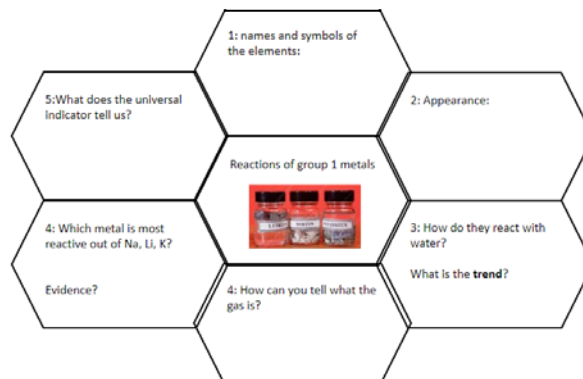 1: names and symbols of
the elements:
5:What does the universal
indicator tell us?
2: Appearance:
Reactions of group 1 metals
4: Which metal is most
reactive out of Na, Li, K?
Evidence?
3: How do they react with
water?
What is the trend?
4: How can you tell what the
gas is?